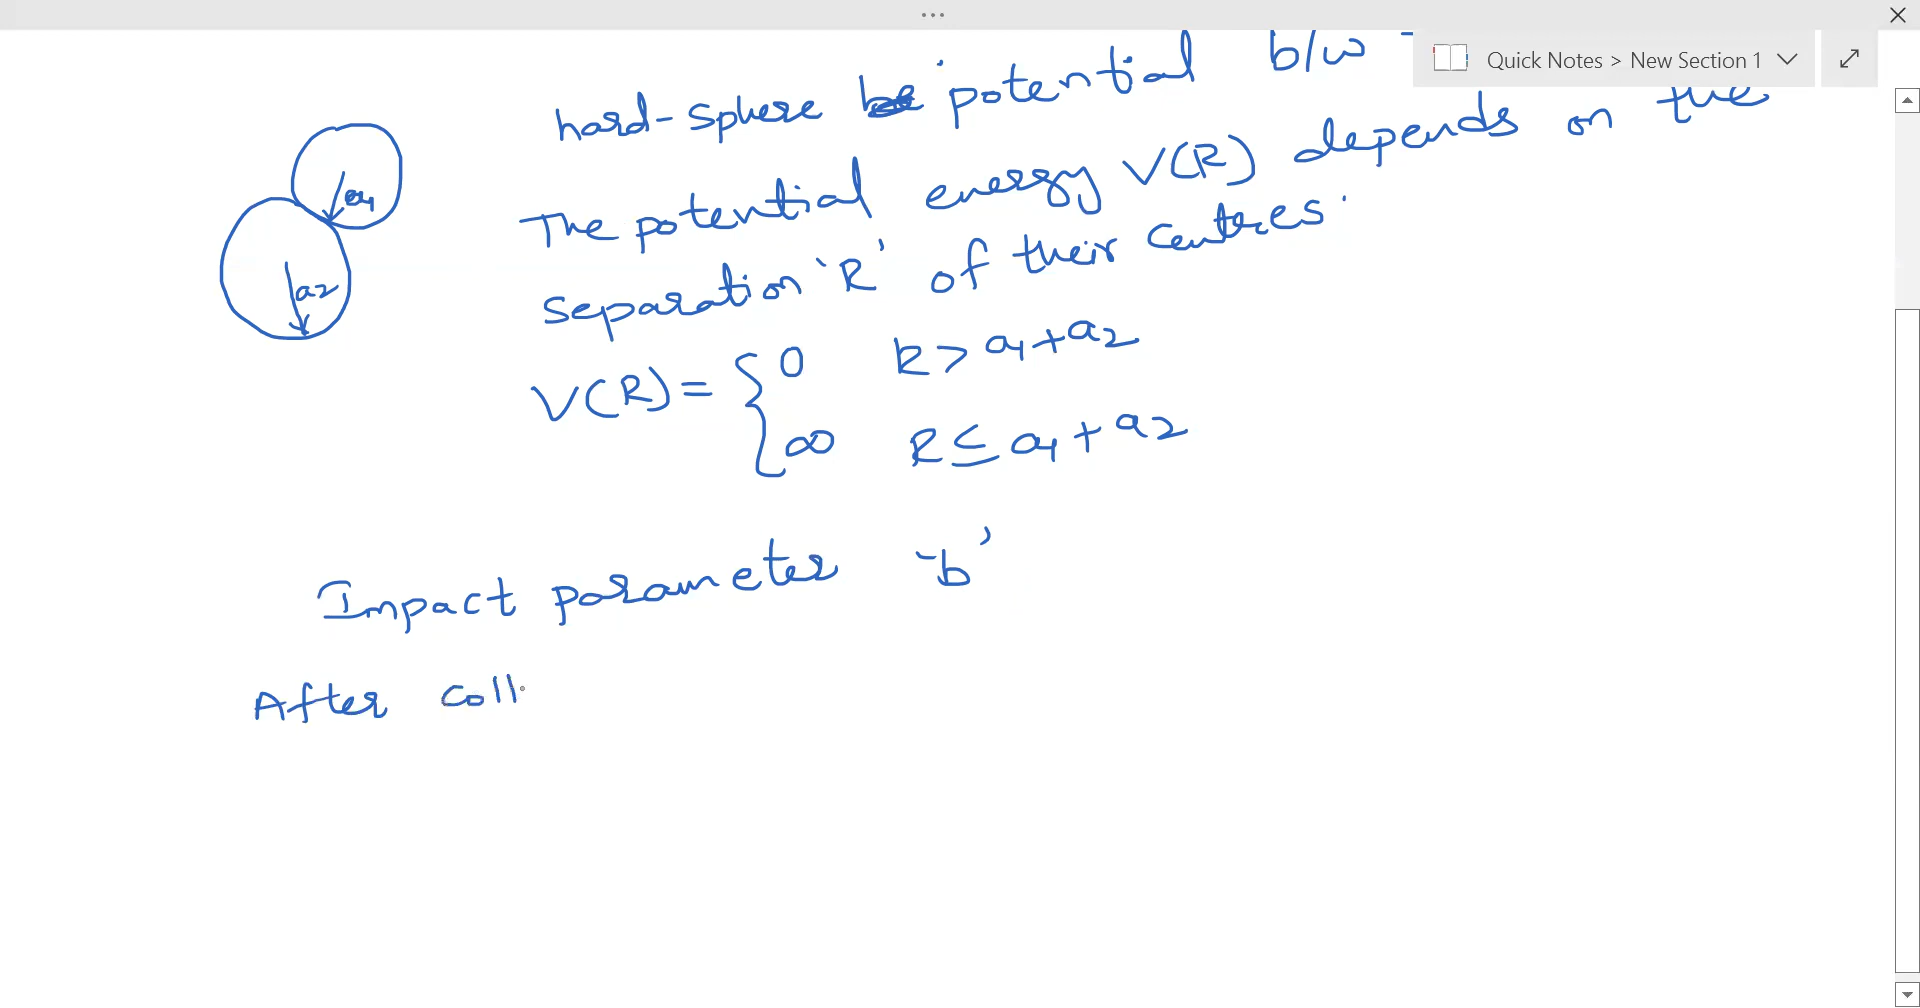 Quick Notes > New Section 1
hard-sphere potential b/w
The potential energy V(R) depends on the
separation 'R' of their centres.
a1
a2
V(R) = { 0 R > a1 + a2
∞ R ≤ a1 + a2
Impact parameter 'b'
After coll